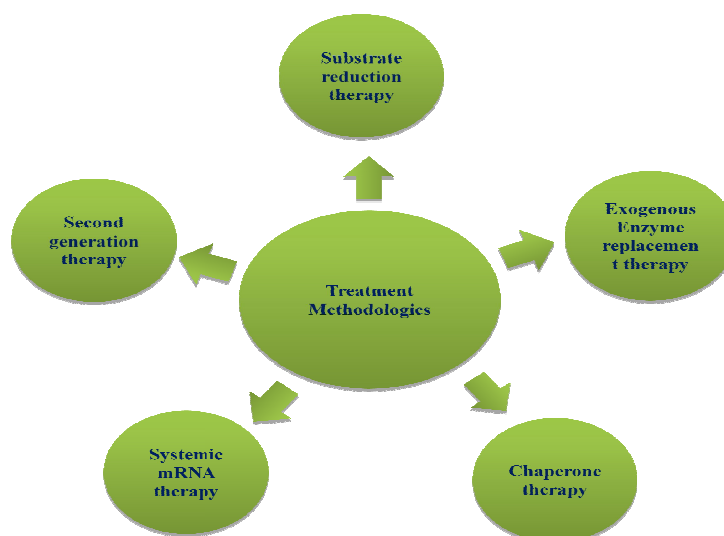 Substrate
reduction
therapy
Exogenous
Enzyme
replacemen
t therapy
Second
generation
therapy
Treatment
Methodologies
Systemic
mRNA
therapy
Chaperone
therapy